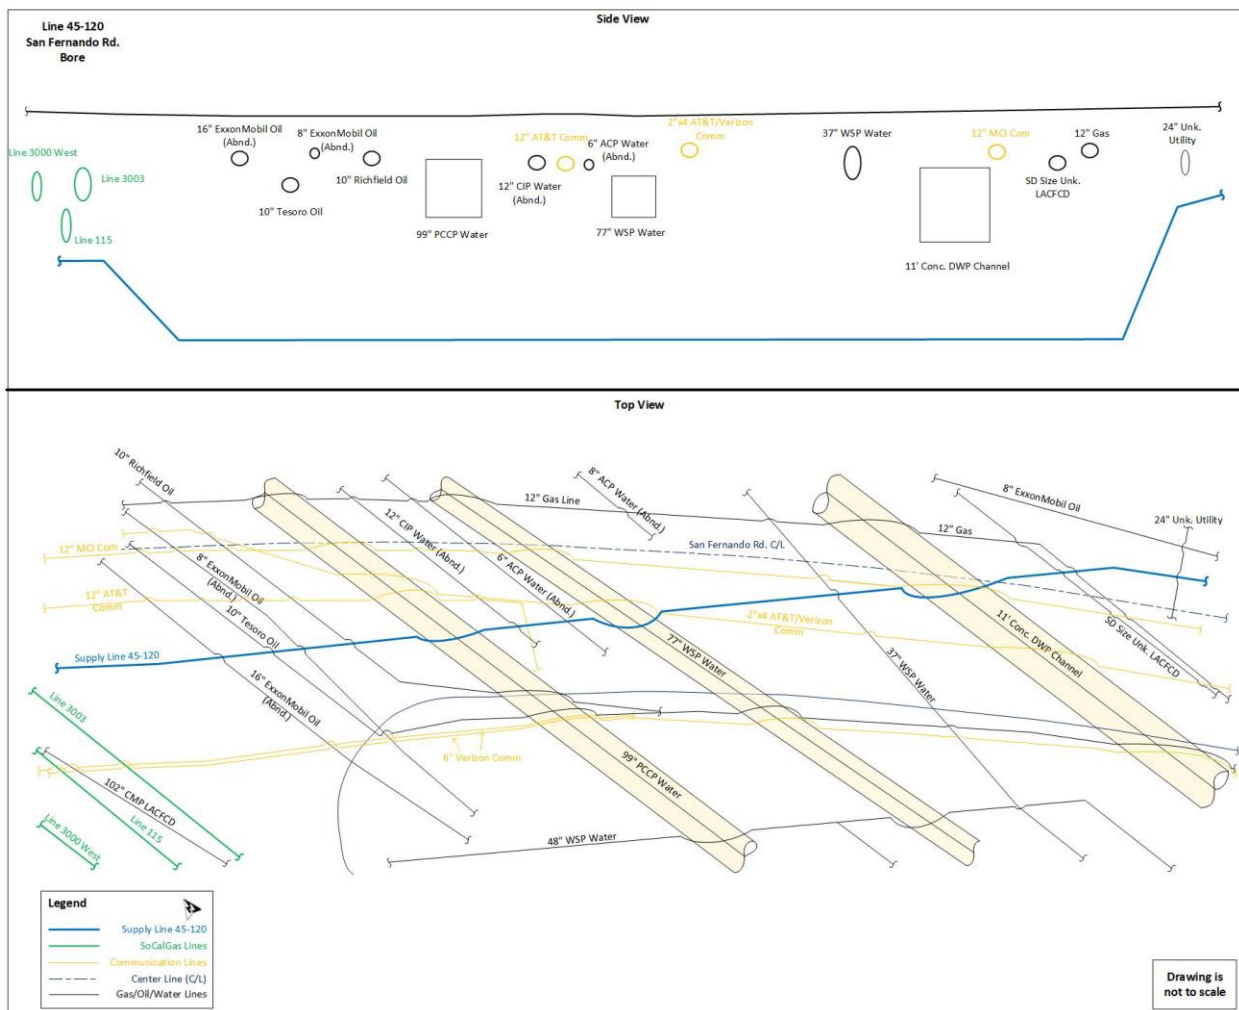 Side View
Line 45-120
San Fernando Rd.
Bore
16" ExxonMobil Oil
(Abnd.)
8" ExxonMobil Oil
(Abnd.)
12" AT&T Comm
6" ACP Water
(Abnd.)
2"x4 AT&T/Verizon
Comm
37" WSP Water
12" MCI Com
12" Gas
24" Unk.
Utility
Line 3000 West
Line 3003
10" Richfield Oil
12" CIP Water
(Abnd.)
SD Size Unk.
LACFCD
10" Tesoro Oil
99" PCCP Water
77" WSP Water
Line 115
11' Conc. DWP Channel
Top View
10" Richfield Oil
12" Gas Line
8" ACP Water (Abnd.)
8" ExxonMobil Oil
12" Gas
24" Unk. Utility
12" MCI Com
12" CIP Water (Abnd.)
San Fernando Rd. C/L
8" ExxonMobil Oil
(Abnd.)
6" ACP Water (Abnd.)
12" AT&T
Comm
10" Tesoro Oil
2"x4 AT&T/Verizon
Comm
11' Conc. DWP Channel
SD Size Unk. LACFCD
Supply Line 45-120
77" WSP Water
37" WSP Water
16" ExxonMobil Oil
(Abnd.)
Line 3003
6" Verizon Comm
99" PCCP Water
102" CMP LACFCD
Line 115
Line 3000 West
48" WSP Water
Legend
Supply Line 45-120
SoCalGas Lines
Communication Lines
Center Line (C/L)
Gas/Oil/Water Lines
Drawing is
not to scale